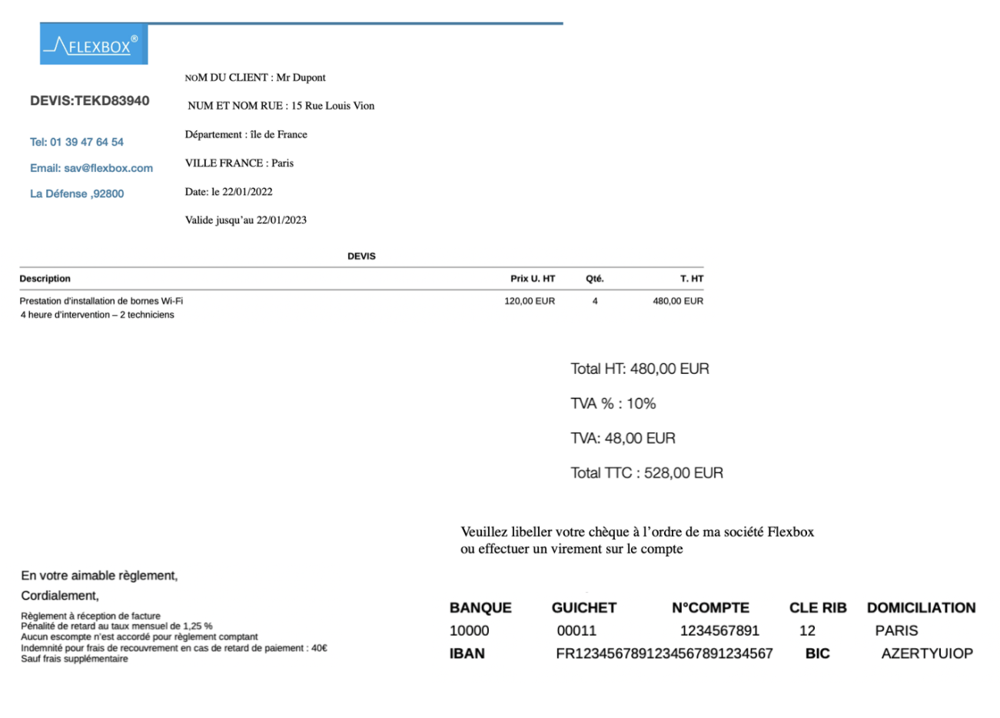 FLEXBOX®
DEVIS:TEKD83940
Tel: 01 39 47 64 54
Email: sav@flexbox.com
La Défense ,92800
NOM DU CLIENT : Mr Dupont
NUM ET NOM RUE : 15 Rue Louis Vion
Département : île de France
VILLE FRANCE : Paris
Date: le 22/01/2022
Valide jusqu'au 22/01/2023
DEVIS
Description Prix U. HT Qté. T. HT
Prestation d'installation de bornes Wi-Fi 120,00 EUR 4 480,00 EUR
4 heure d'intervention – 2 techniciens
Total HT: 480,00 EUR
TVA % : 10%
TVA: 48,00 EUR
Total TTC : 528,00 EUR
Veuillez libeller votre chèque à l'ordre de ma société Flexbox
ou effectuer un virement sur le compte
En votre aimable règlement,
Cordialement,
Règlement à réception de facture
Pénalité de retard au taux mensuel de 1,25 %
Aucun escompte n'est accordé pour règlement comptant
Indemnité pour frais de recouvrement en cas de retard de paiement : 40€
Sauf frais supplémentaire
BANQUE GUICHET N°COMPTE CLE RIB DOMICILIATION
10000 00011 1234567891 12 PARIS
IBAN FR1234567891234567891234567 BIC AZERTYUIOP